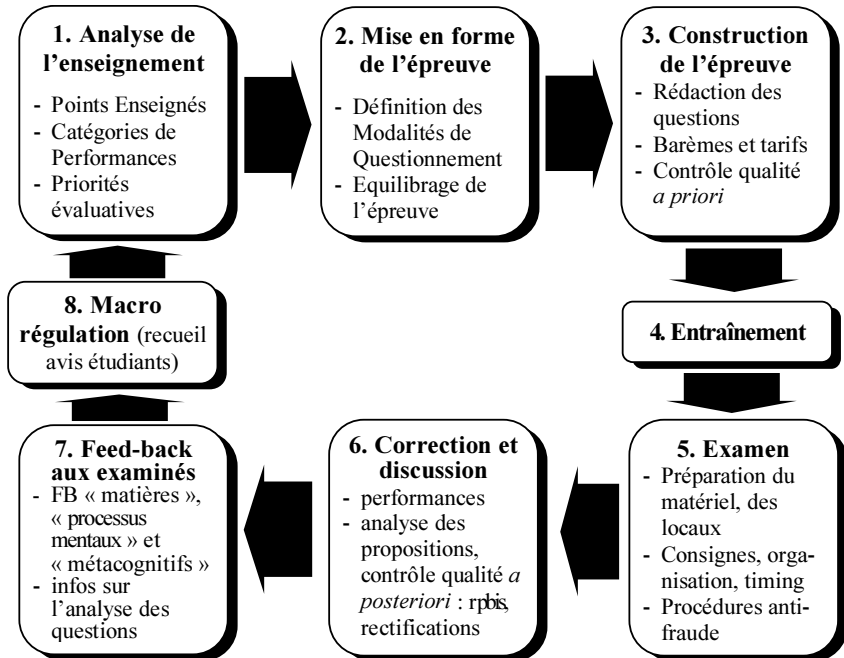 1. Analyse de
l'enseignement
- Points Enseignés
- Catégories de
Performances
- Priorités
évaluatives
2. Mise en forme
de l'épreuve
- Définition des
Modalités de
Questionnement
- Equilibrage de
l'épreuve
3. Construction
de l'épreuve
- Rédaction des
questions
- Barèmes et tarifs
- Contrôle qualité
a priori
4. Entraînement
5. Examen
- Préparation du
matériel, des
locaux
- Consignes, orga-
nisation, timing
- Procédures anti-
fraude
6. Correction et
discussion
- performances
- analyse des
propositions,
contrôle qualité a
posteriori : rpbis,
rectifications
7. Feed-back
aux examinés
- FB « matières »,
« processus
mentaux » et
« métacognitifs »
- infos sur
l'analyse des
questions
8. Macro
régulation (recueil
avis étudiants)